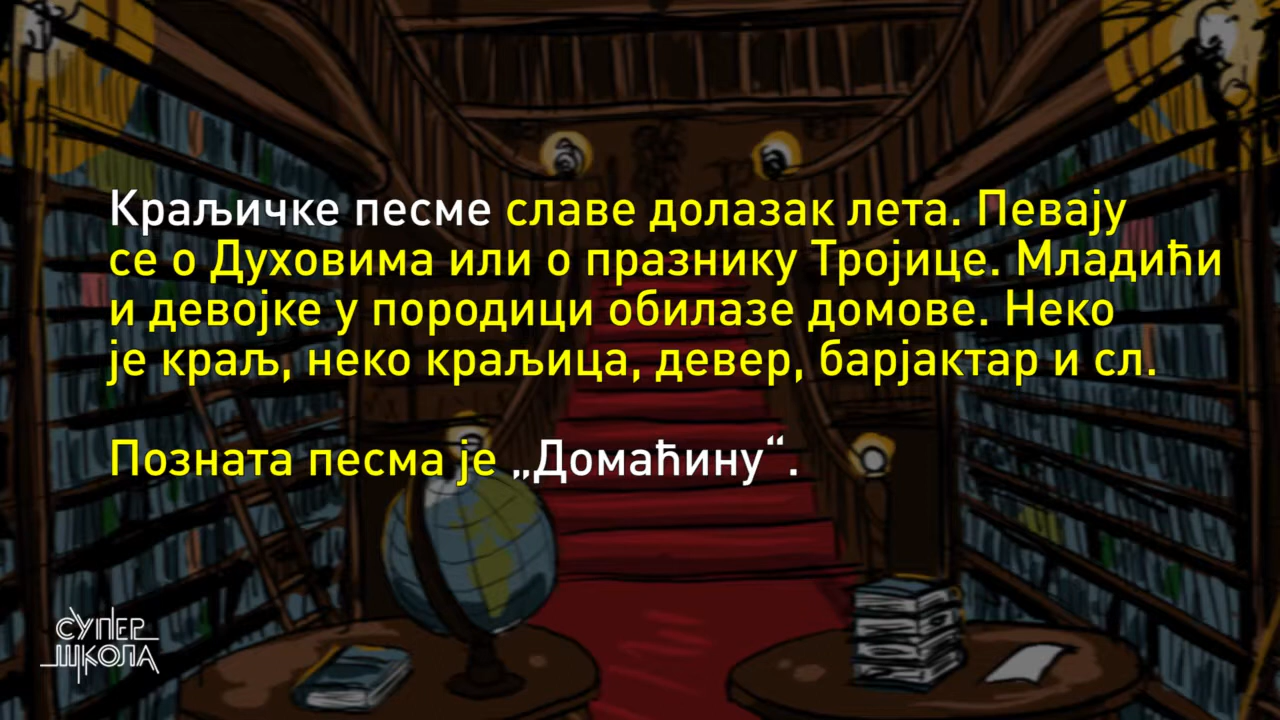 Краљичке песме славе долазак лета. Певају
се о Духовима или о празнику Тројице. Младићи
и девојке у породици обилазе домове. Неко
је краљ, неко краљица, девер, барјактар и сл.
Позната песма је „Домаћину“.
СУПЕР
ШКОЛА